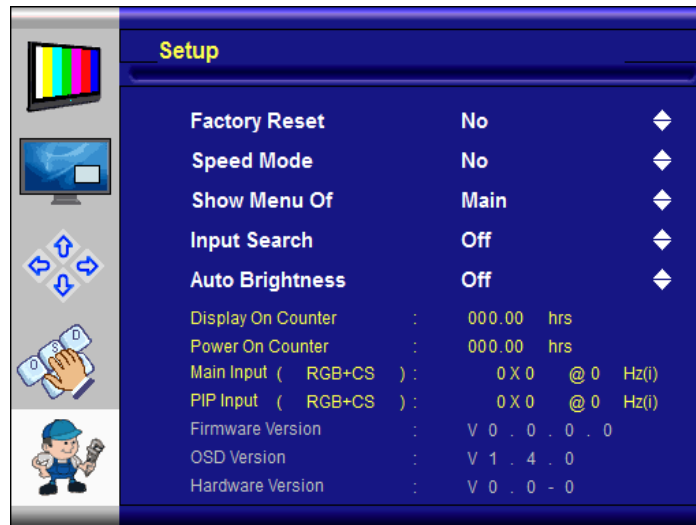 Setup
Factory Reset No
Speed Mode No
Show Menu Of Main
Input Search Off
Auto Brightness Off
Display On Counter : 000.00 hrs
Power On Counter : 000.00 hrs
Main Input ( RGB+CS ) : 0 X 0 @ 0 Hz(i)
PIP Input ( RGB+CS ) : 0 X 0 @ 0 Hz(i)
Firmware Version : V 0 . 0 . 0 . 0
OSD Version : V 1 . 4 . 0
Hardware Version : V 0 . 0 - 0
O S D